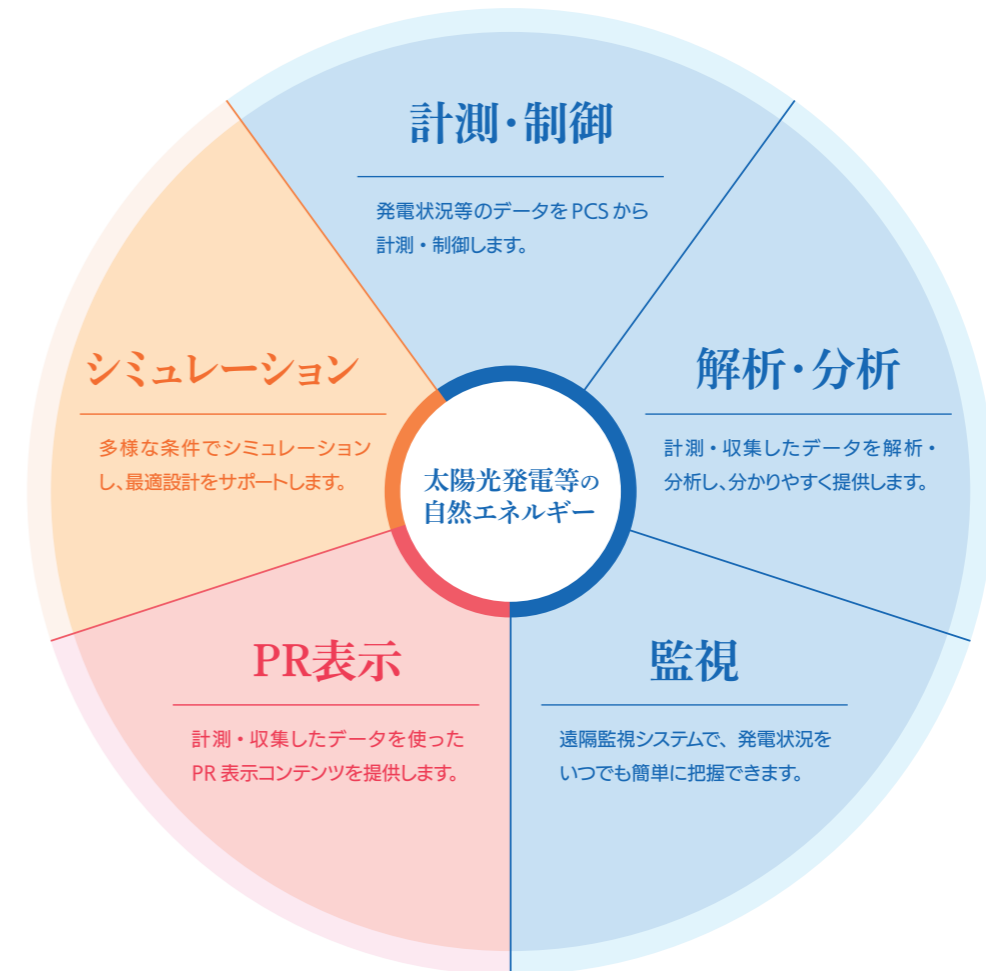 計測・制御
発電状況等のデータをPCSから
計測・制御します。
解析・分析
計測・収集したデータを解析・
分析し、分かりやすく提供します。
監視
遠隔監視システムで、発電状況を
いつでも簡単に把握できます。
PR表示
計測・収集したデータを使った
PR 表示コンテンツを提供します。
シミュレーション
多様な条件でシミュレーション
し、最適設計をサポートします。
太陽光発電等の
自然エネルギー